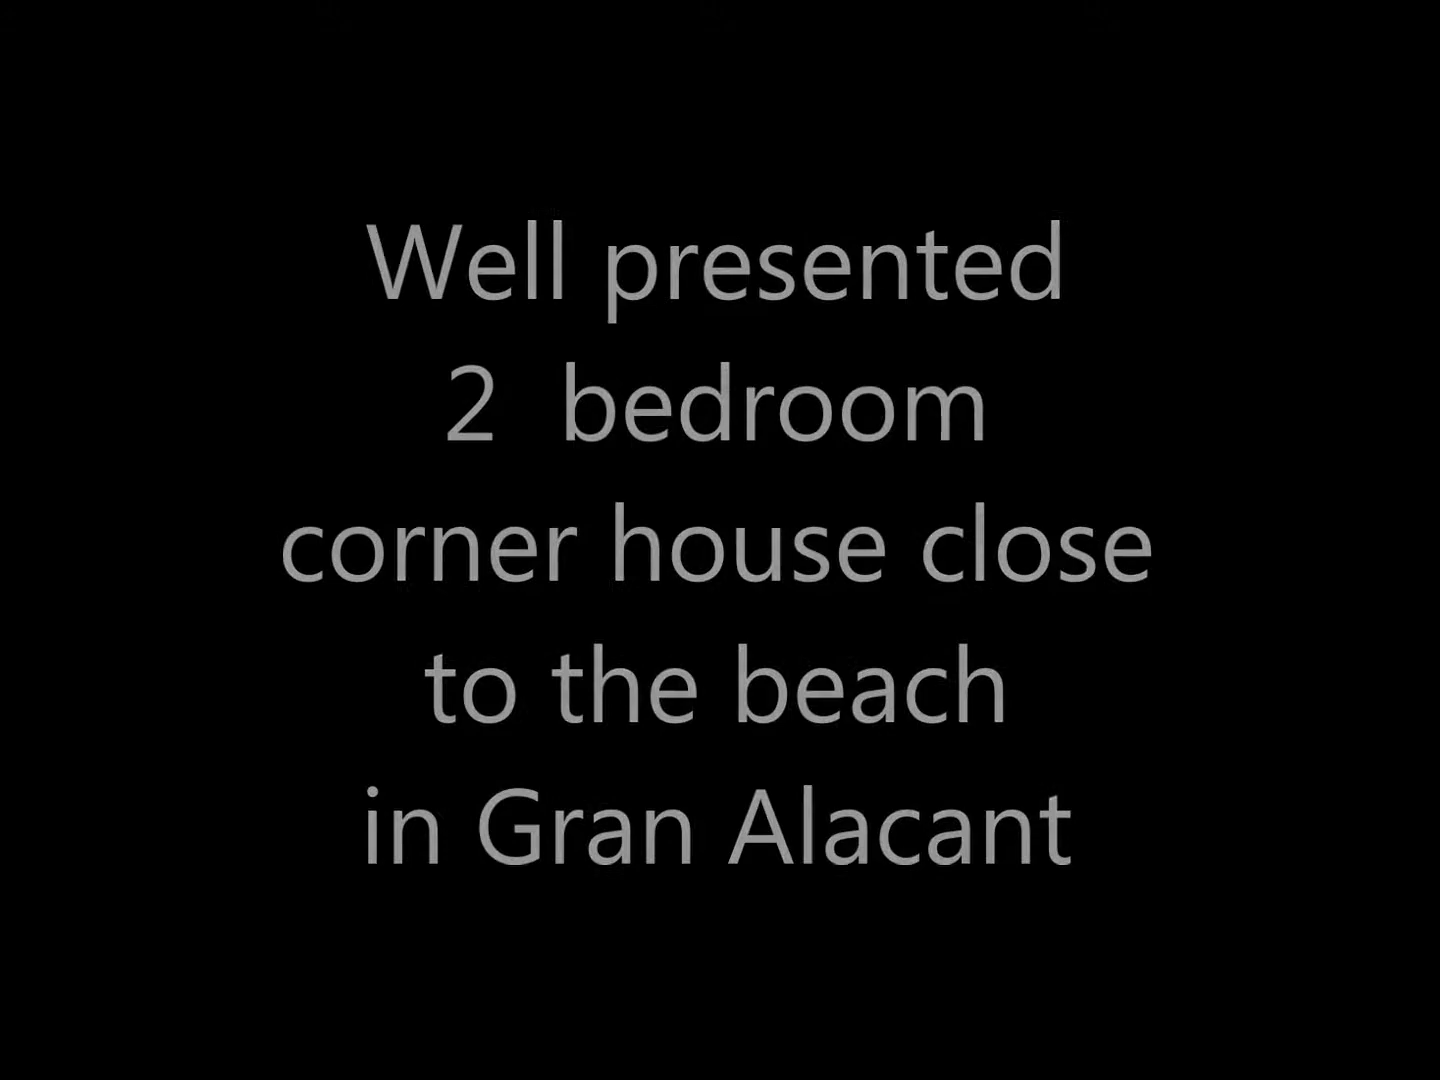 Well presented
2  bedroom
corner house close
to the beach
in Gran Alacant